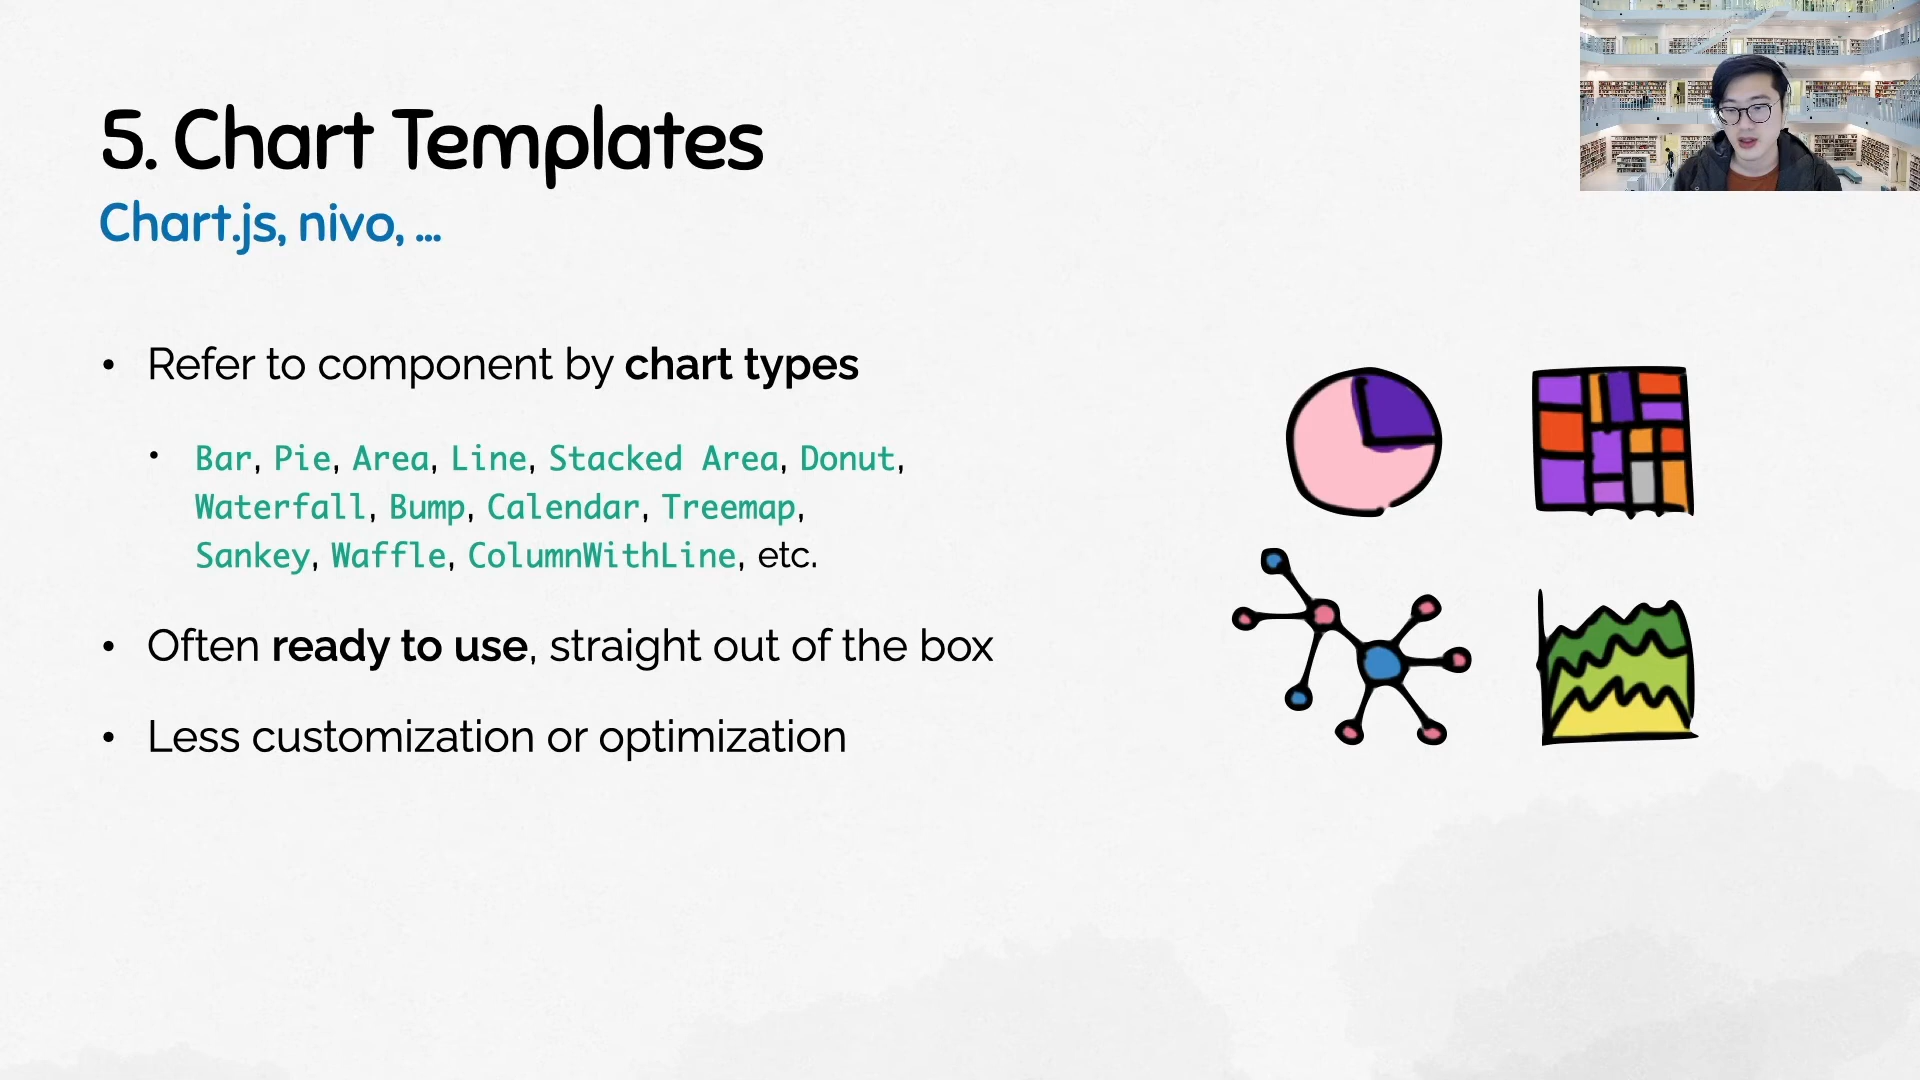 5. Chart Templates
Chart.js, nivo, ...
• Refer to component by chart types
• Bar, Pie, Area, Line, Stacked Area, Donut,
Waterfall, Bump, Calendar, Treemap,
Sankey, Waffle, ColumnWithLine, etc.
• Often ready to use, straight out of the box
• Less customization or optimization